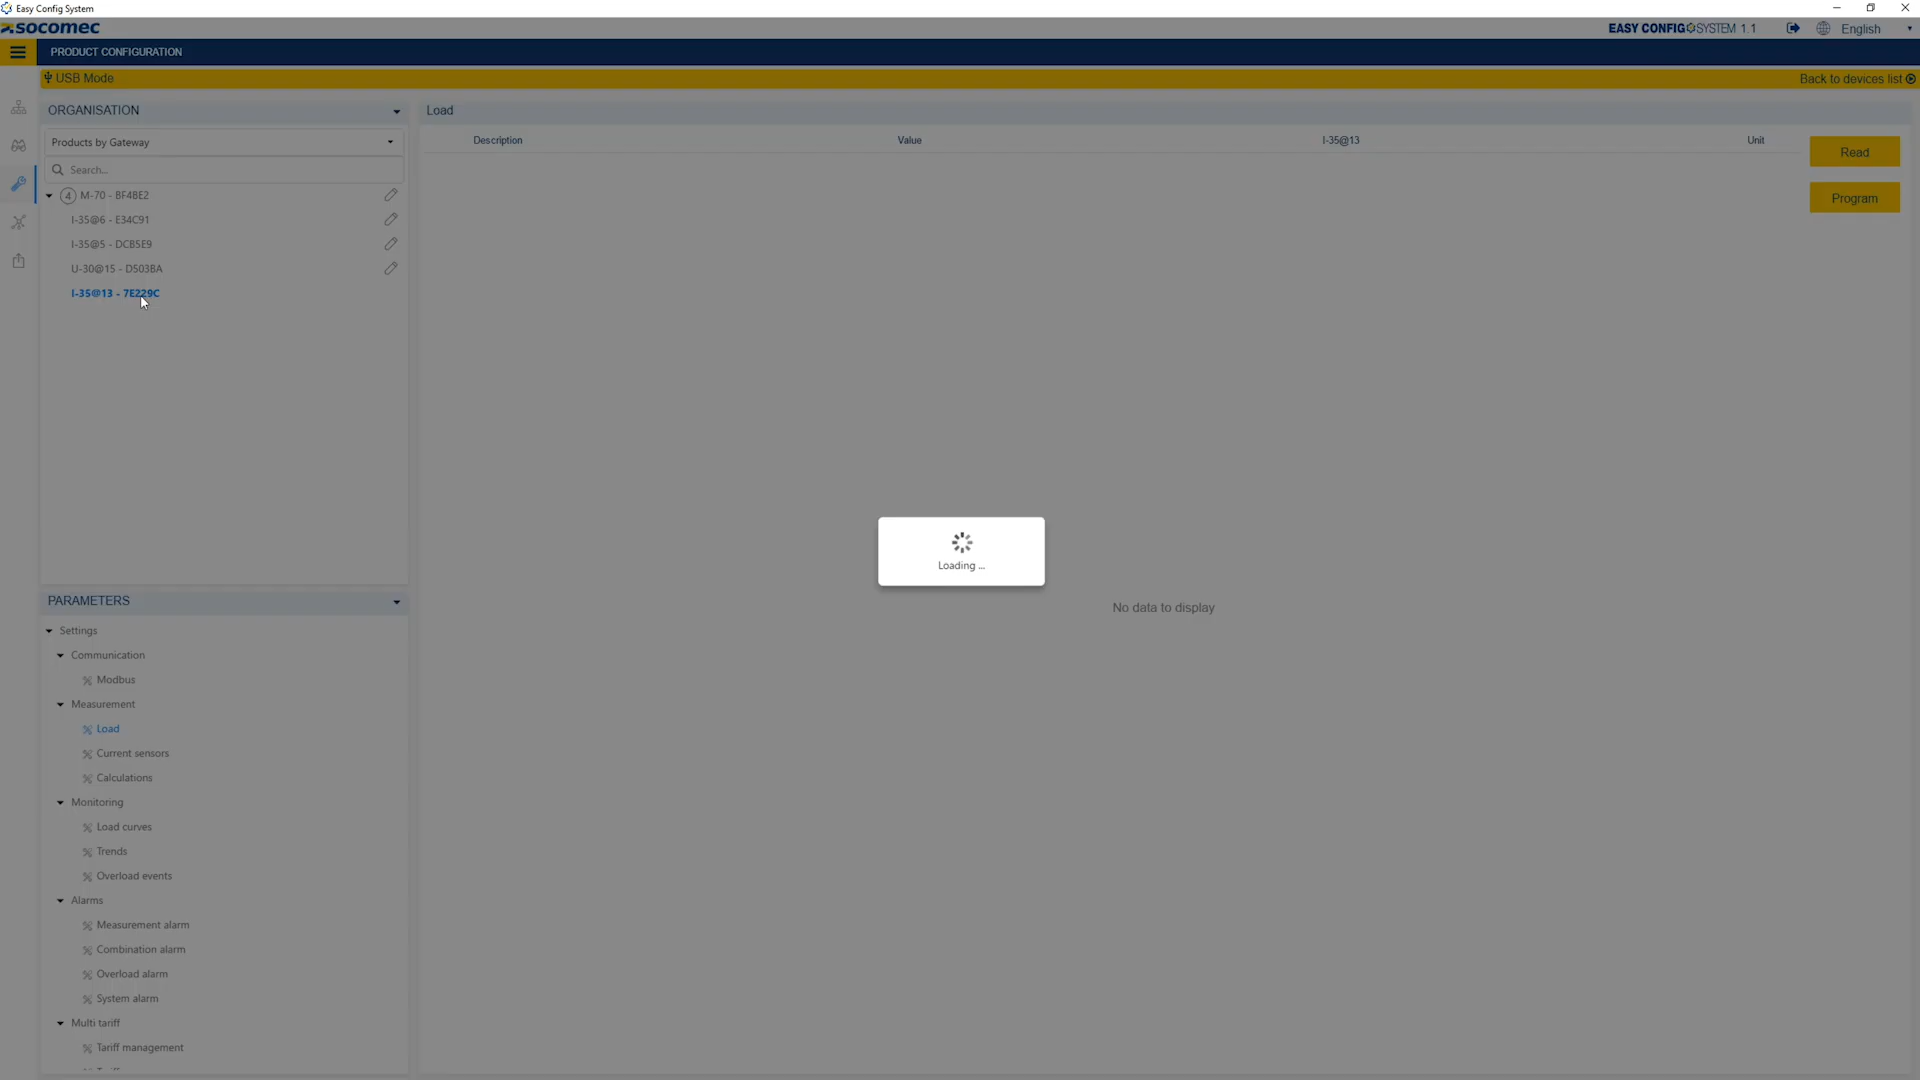 Easy Config System
socomec
EASY CONFIG SYSTEM 1.1
English
PRODUCT CONFIGURATION
USB Mode
Back to devices list
ORGANISATION
Products by Gateway
Search...
4 M-70 - BF4BE2
I-35@6 - E34C91
I-35@5 - DCB5E9
U-30@15 - D503BA
I-35@13 - 7E229C
Load
Description Value I-35@13 Unit
Read
Program
Loading ...
No data to display
PARAMETERS
Settings
Communication
Modbus
Measurement
Load
Current sensors
Calculations
Monitoring
Load curves
Trends
Overload events
Alarms
Measurement alarm
Combination alarm
Overload alarm
System alarm
Multi tariff
Tariff management